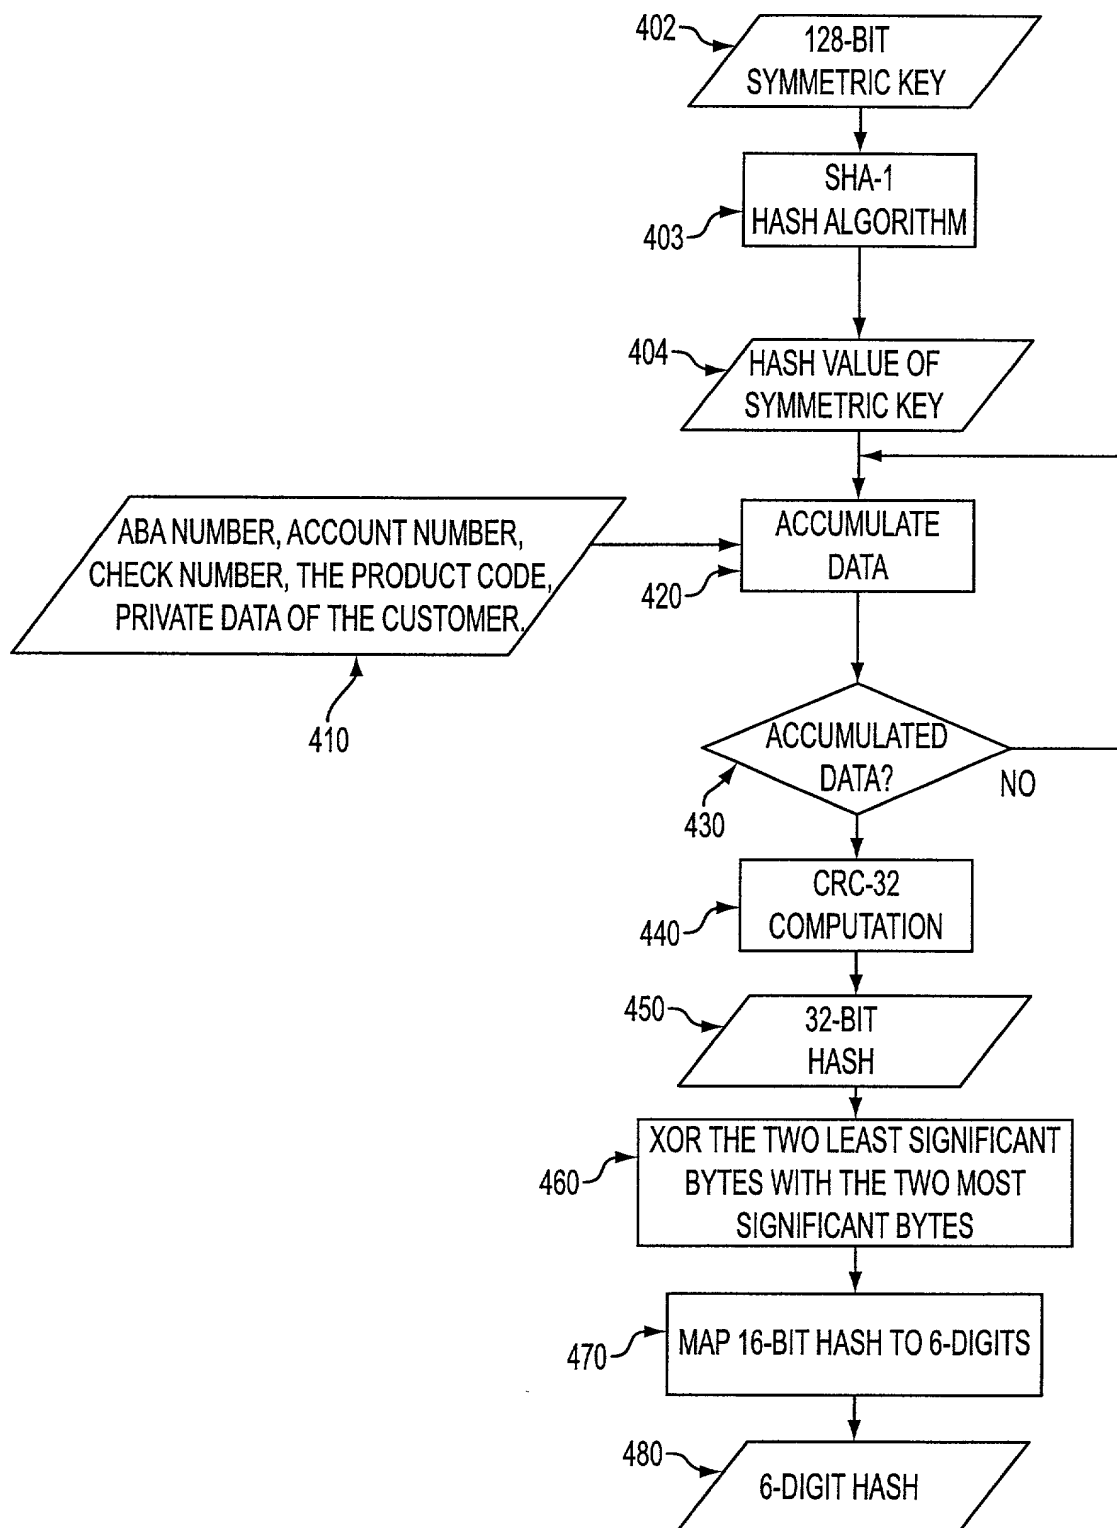 402
128-BIT
SYMMETRIC KEY
SHA-1
HASH ALGORITHM
403
404
HASH VALUE OF
SYMMETRIC KEY
ABA NUMBER, ACCOUNT NUMBER,
CHECK NUMBER, THE PRODUCT CODE,
PRIVATE DATA OF THE CUSTOMER.
410
ACCUMULATE
DATA
420
ACCUMULATED
DATA?
NO
430
CRC-32
COMPUTATION
440
450
32-BIT
HASH
XOR THE TWO LEAST SIGNIFICANT
BYTES WITH THE TWO MOST
SIGNIFICANT BYTES
460
MAP 16-BIT HASH TO 6-DIGITS
470
480
6-DIGIT HASH